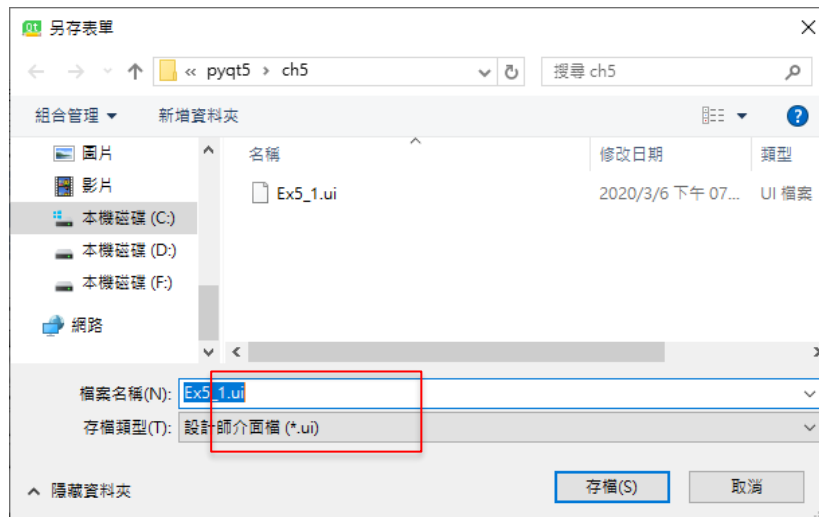 Qt 另存表單
« pyqt5 › ch5
搜尋 ch5
組合管理 新增資料夾
圖片
影片
本機磁碟 (C:)
本機磁碟 (D:)
本機磁碟 (F:)
網路
名稱 修改日期 類型
Ex5_1.ui 2020/3/6 下午 07... UI 檔案
檔案名稱(N): Ex5_1.ui
存檔類型(T): 設計師介面檔 (*.ui)
隱藏資料夾 存檔(S) 取消